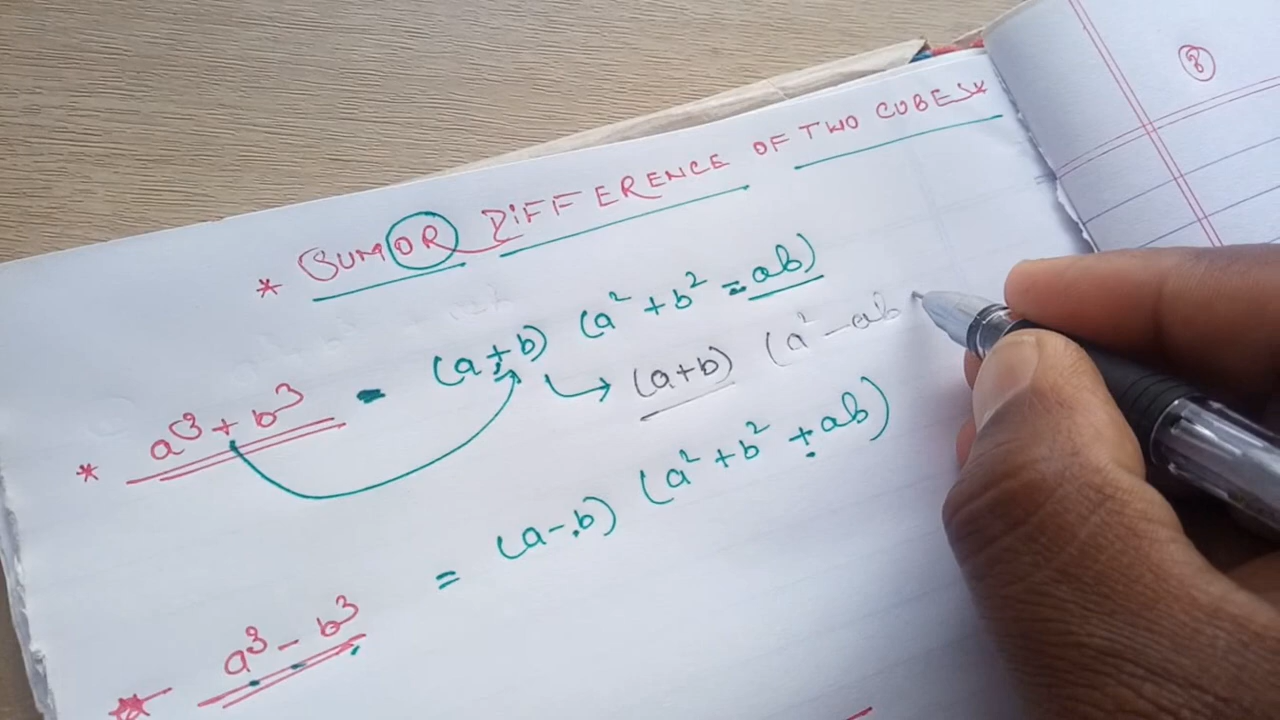 8
* SUM OR DIFFERENCE OF TWO CUBES *
* a³ + b³ = (a + b) (a² + b² - ab)
(a+b) (a² - ab
= (a - b) (a² + b² + ab)
* a³ - b³